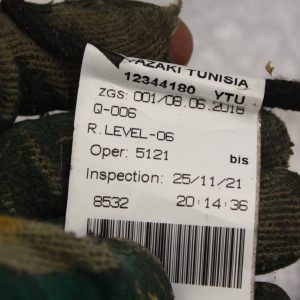 YAZAKI TUNISIA
12344180 YTU
ZGS: 001/08.06.2018
Q-006
R.LEVEL-06
Oper: 5121 bis
Inspection: 25/11/21
8532 20:14:36